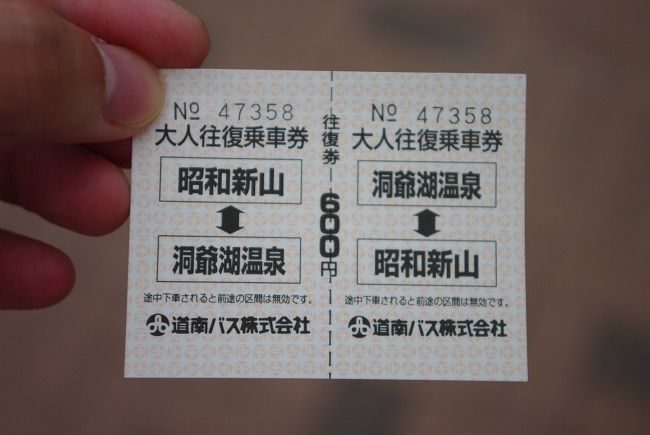 № 47358
大人往復乗車券
昭和新山
洞爺湖温泉
途中下車されると前途の区間は無効です。
道南バス株式会社
往復券
600円
№ 47358
大人往復乗車券
洞爺湖温泉
昭和新山
途中下車されると前途の区間は無効です。
道南バス株式会社